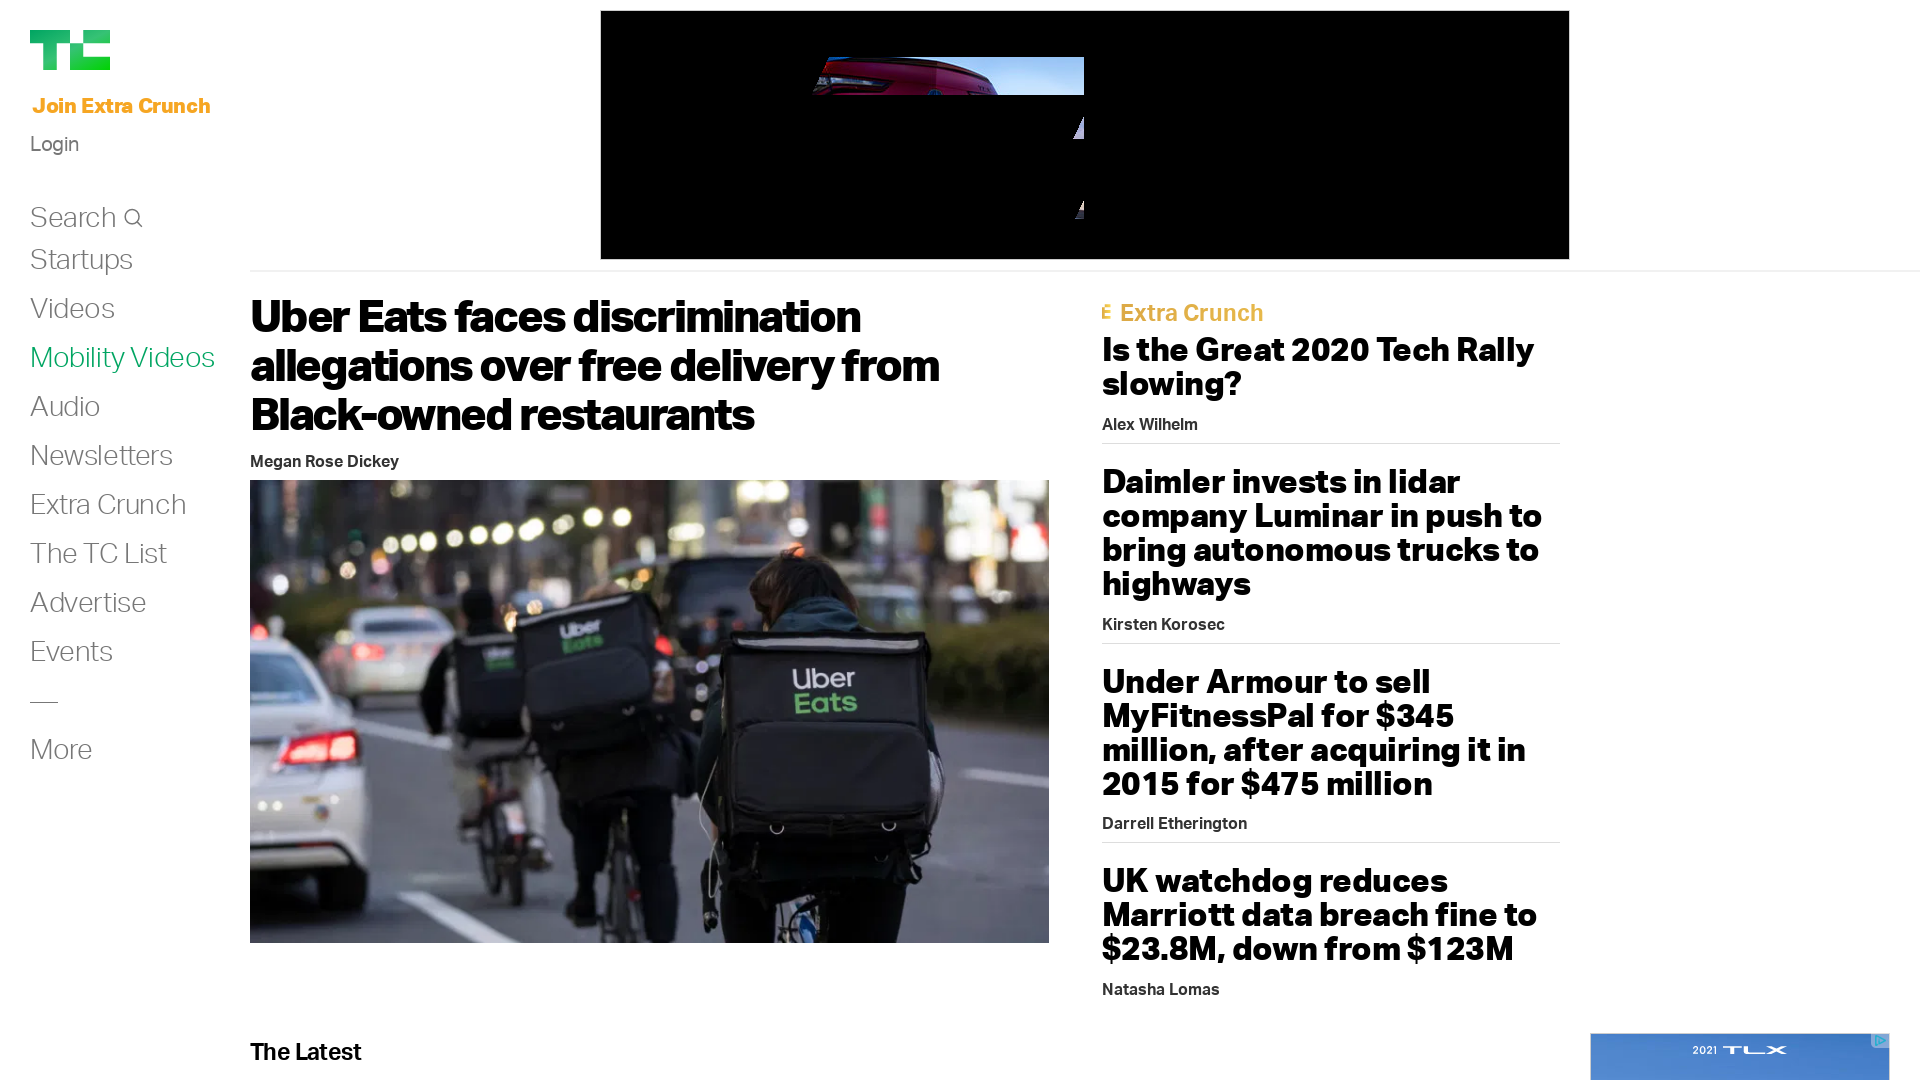 TC
Join Extra Crunch
Login
Search
Startups
Videos
Mobility Videos
Audio
Newsletters
Extra Crunch
The TC List
Advertise
Events
More
Uber Eats faces discrimination
allegations over free delivery from
Black-owned restaurants
Megan Rose Dickey
Uber
Eats
Uber
Eats
Uber
Eats
Extra Crunch
Is the Great 2020 Tech Rally
slowing?
Alex Wilhelm
Daimler invests in lidar
company Luminar in push to
bring autonomous trucks to
highways
Kirsten Korosec
Under Armour to sell
MyFitnessPal for $345
million, after acquiring it in
2015 for $475 million
Darrell Etherington
UK watchdog reduces
Marriott data breach fine to
$23.8M, down from $123M
Natasha Lomas
The Latest
2021 TLX